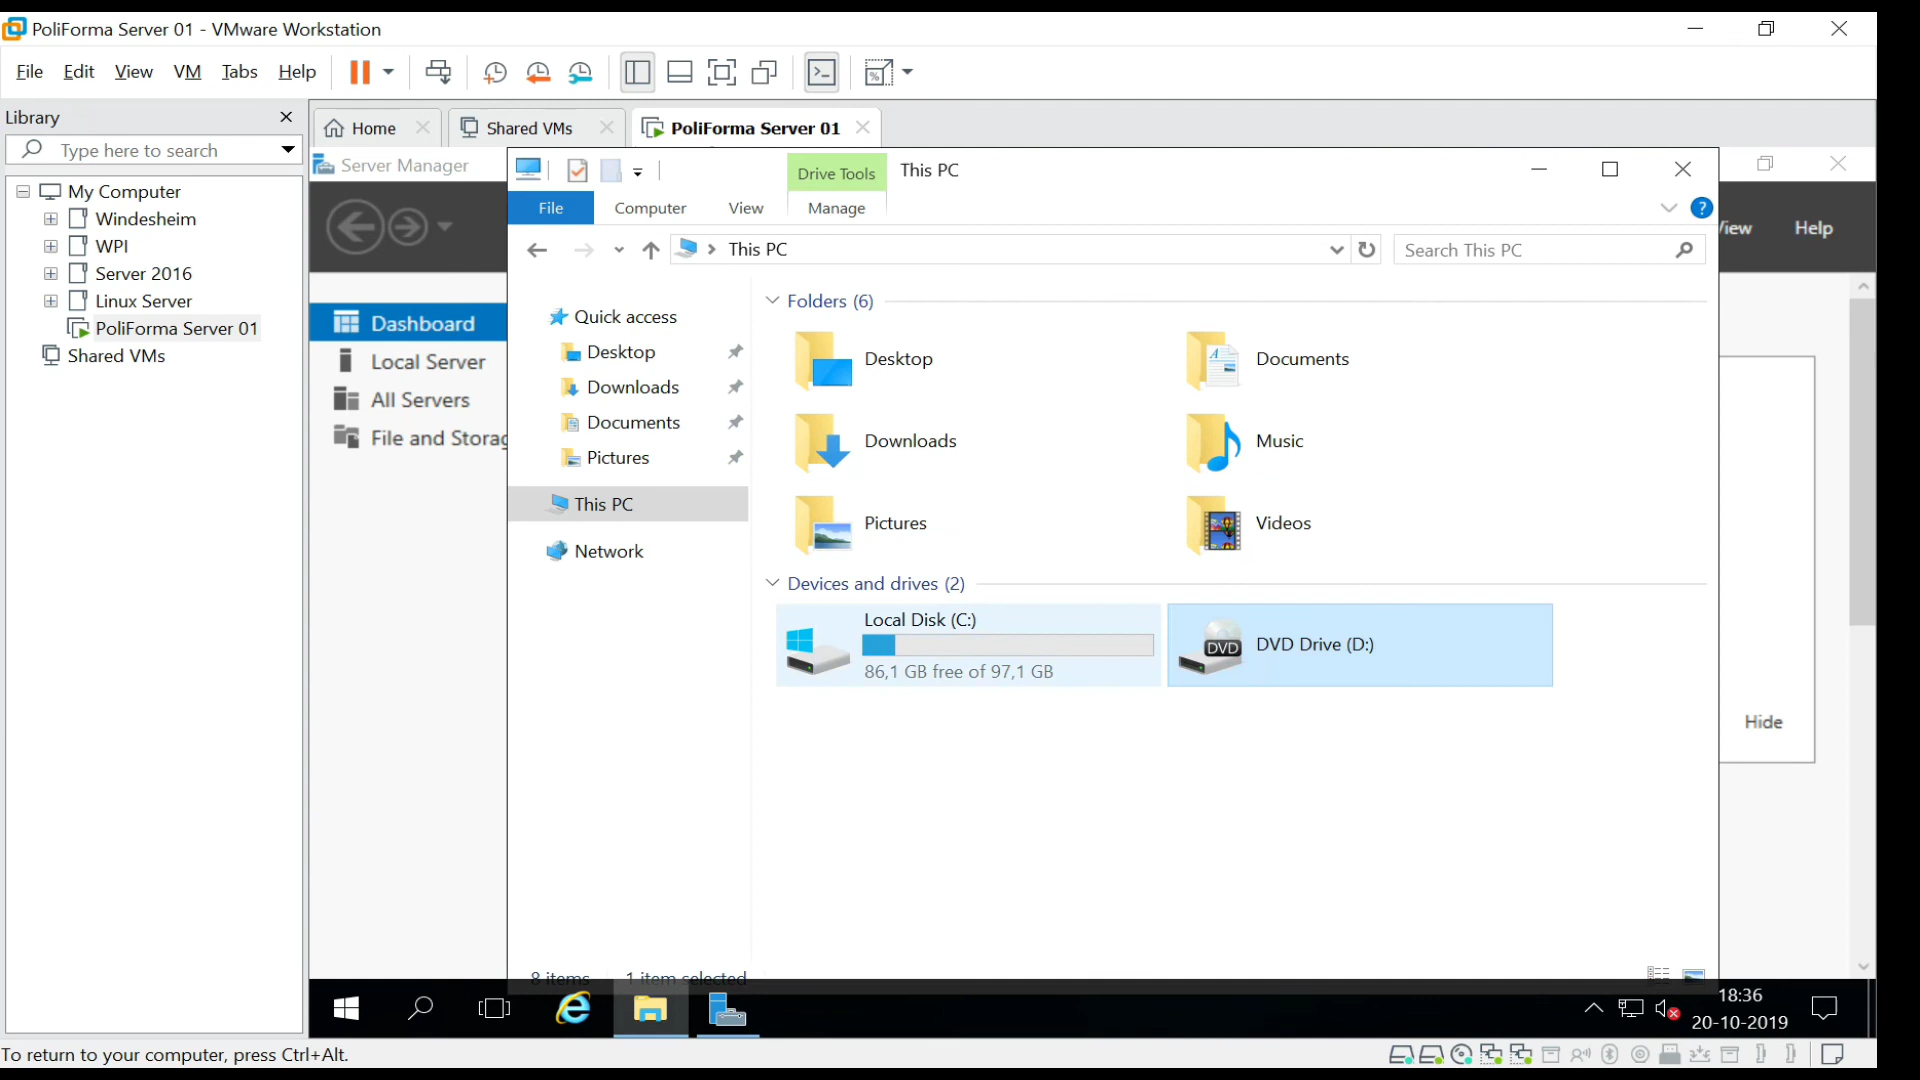 PoliForma Server 01 - VMware Workstation
File Edit View VM Tabs Help
Library
Type here to search
My Computer
Windesheim
WPI
Server 2016
Linux Server
PoliForma Server 01
Shared VMs
Home
Shared VMs
PoliForma Server 01
Server Manager
View
Help
Dashboard
Local Server
All Servers
File and Storag
Drive Tools
This PC
File
Computer
View
Manage
This PC
Search This PC
Quick access
Desktop
Downloads
Documents
Pictures
This PC
Network
Folders (6)
Desktop
Documents
Downloads
Music
Pictures
Videos
Devices and drives (2)
Local Disk (C:)
86,1 GB free of 97,1 GB
DVD
DVD Drive (D:)
Hide
8 items 1 item selected
18:36
20-10-2019
To return to your computer, press Ctrl+Alt.